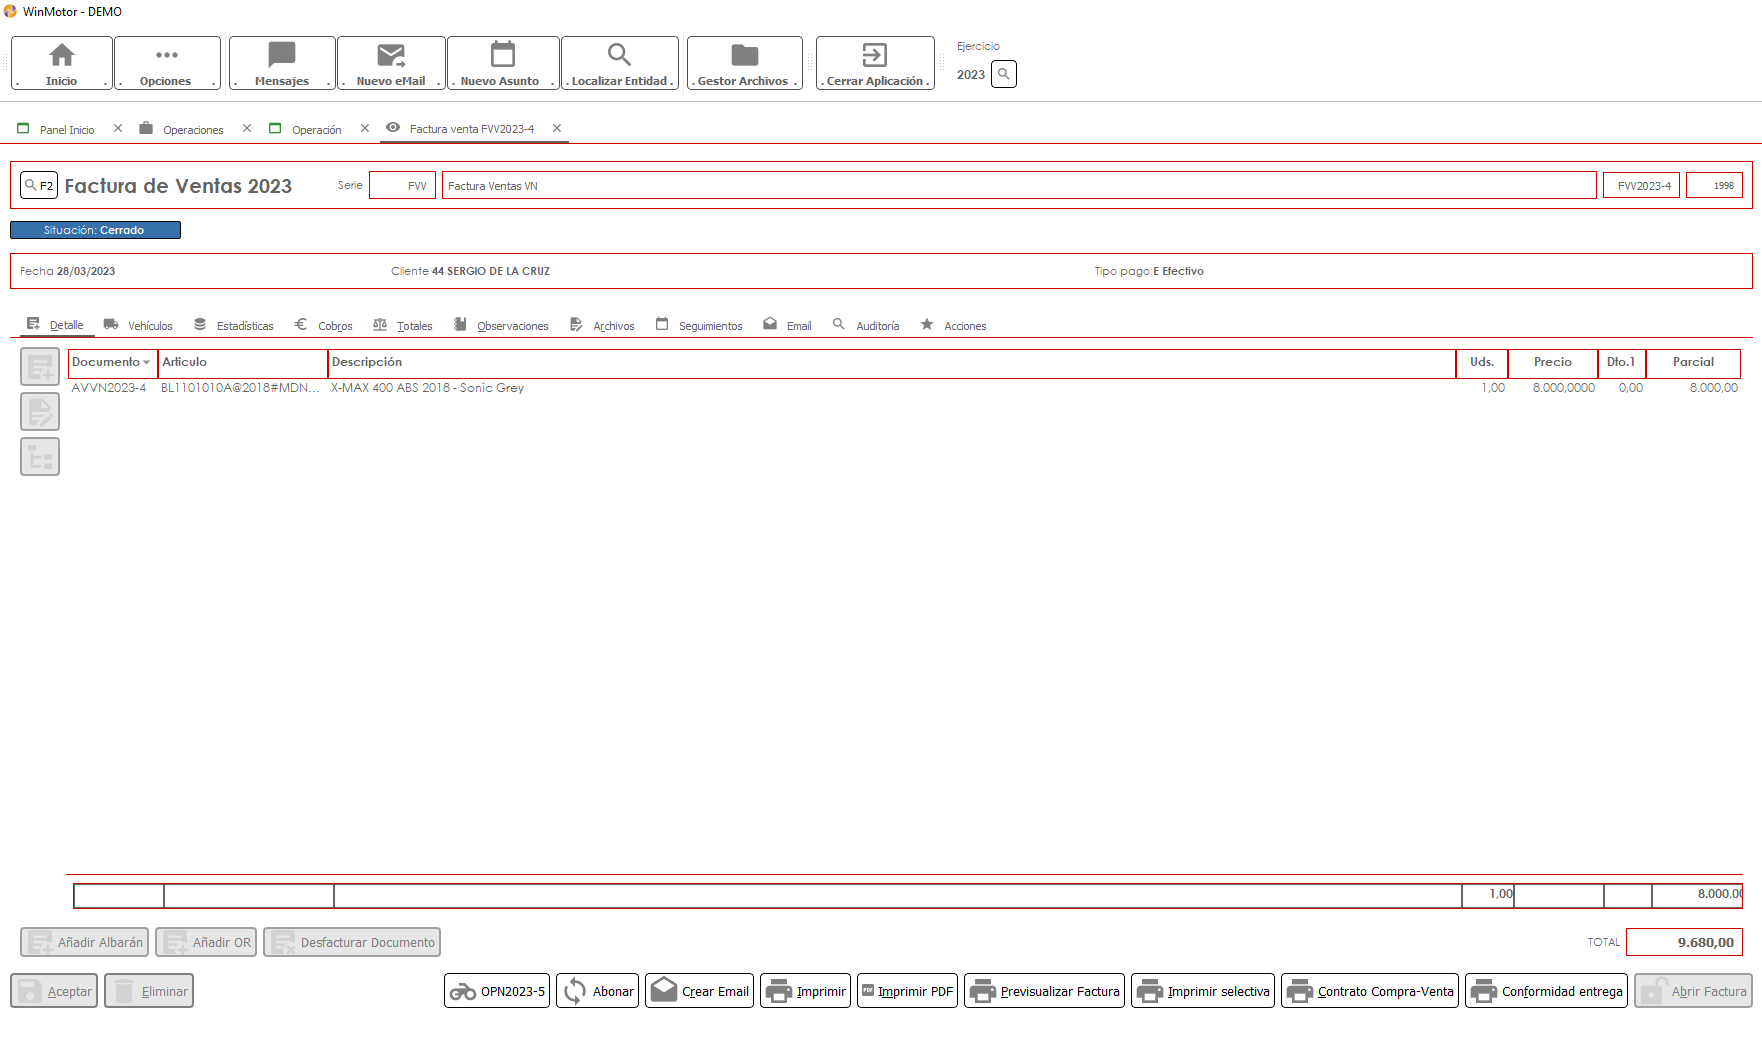 WinMotor - DEMO
. Inicio . . Opciones . . Mensajes . . Nuevo eMail . . Nuevo Asunto . . Localizar Entidad . . Gestor Archivos . . Cerrar Aplicación .
Ejercicio
2023
Panel Inicio Operaciones Operación Factura venta FVV2023-4
F2 Factura de Ventas 2023 Serie FVV Factura Ventas VN FVV2023-4 1998
Situación: Cerrado
Fecha 28/03/2023 Cliente 44 SERGIO DE LA CRUZ Tipo pago E Efectivo
Detalle Vehículos Estadísticas Cobros Totales Observaciones Archivos Seguimientos Email Auditoría Acciones
Documento Articulo Descripción Uds. Precio Dto.1 Parcial
AVVN2023-4 BL1101010A@2018#MDN... X-MAX 400 ABS 2018 - Sonic Grey 1,00 8.000,0000 0,00 8.000,00
1,00 8.000,00
Añadir Albarán Añadir OR Desfacturar Documento TOTAL 9.680,00
Aceptar Eliminar OPN2023-5 Abonar Crear Email Imprimir PDF Imprimir PDF Previsualizar Factura Imprimir selectiva Contrato Compra-Venta Conformidad entrega Abrir Factura